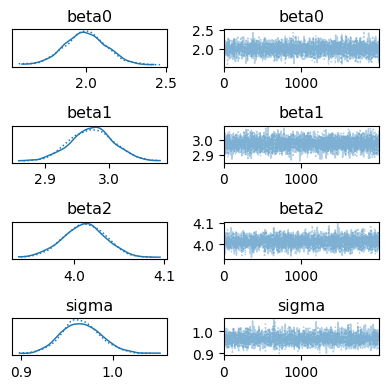 beta0 beta0
2.5
2.0
2.0 2.5 0 1000
beta1 beta1
3.0
2.9
2.9 3.0 0 1000
beta2 beta2
4.1
4.0
4.0 4.1 0 1000
sigma sigma
1.0
0.9
0.9 1.0 0 1000